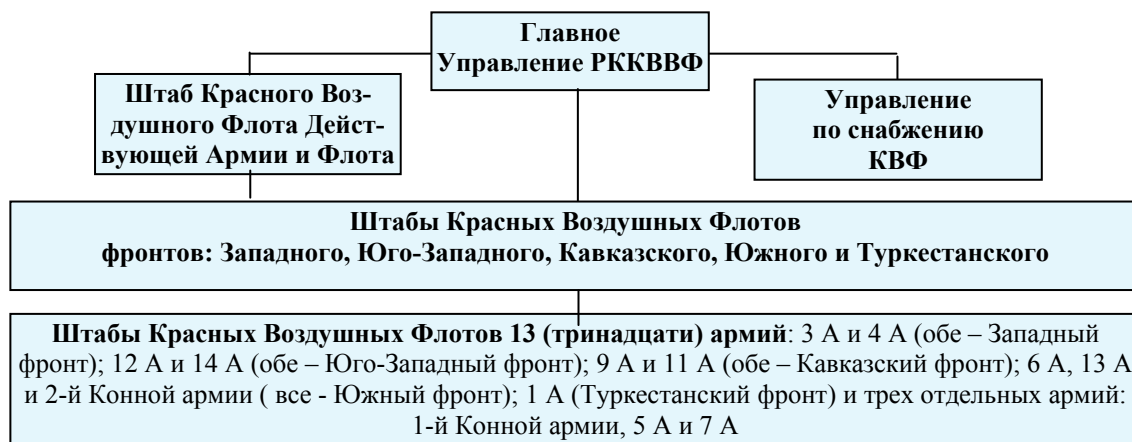 Главное
Управление РККВВФ
Штаб Красного Воз-
душного Флота Дейст-
вующей Армии и Флота
Управление
по снабжению
КВФ
Штабы Красных Воздушных Флотов
фронтов: Западного, Юго-Западного, Кавказского, Южного и Туркестанского
Штабы Красных Воздушных Флотов 13 (тринадцати) армий: 3 А и 4 А (обе – Западный
фронт); 12 А и 14 А (обе – Юго-Западный фронт); 9 А и 11 А (обе – Кавказский фронт); 6 А, 13 А
и 2-й Конной армии ( все - Южный фронт); 1 А (Туркестанский фронт) и трех отдельных армий:
1-й Конной армии, 5 А и 7 А